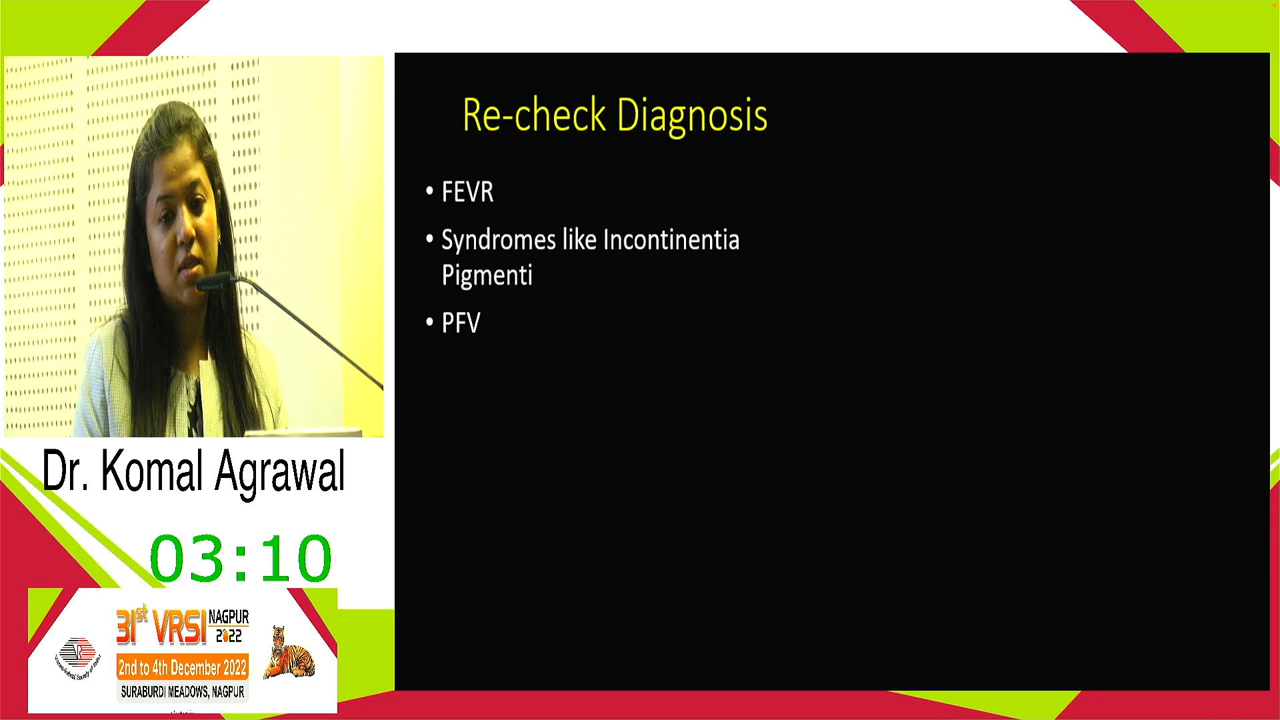 Re-check Diagnosis
• FEVR
• Syndromes like Incontinentia
Pigmenti
• PFV
Dr. Komal Agrawal
03:10
31st VRSI NAGPUR
2022
2nd to 4th December 2022
SURABURDI MEADOWS, NAGPUR